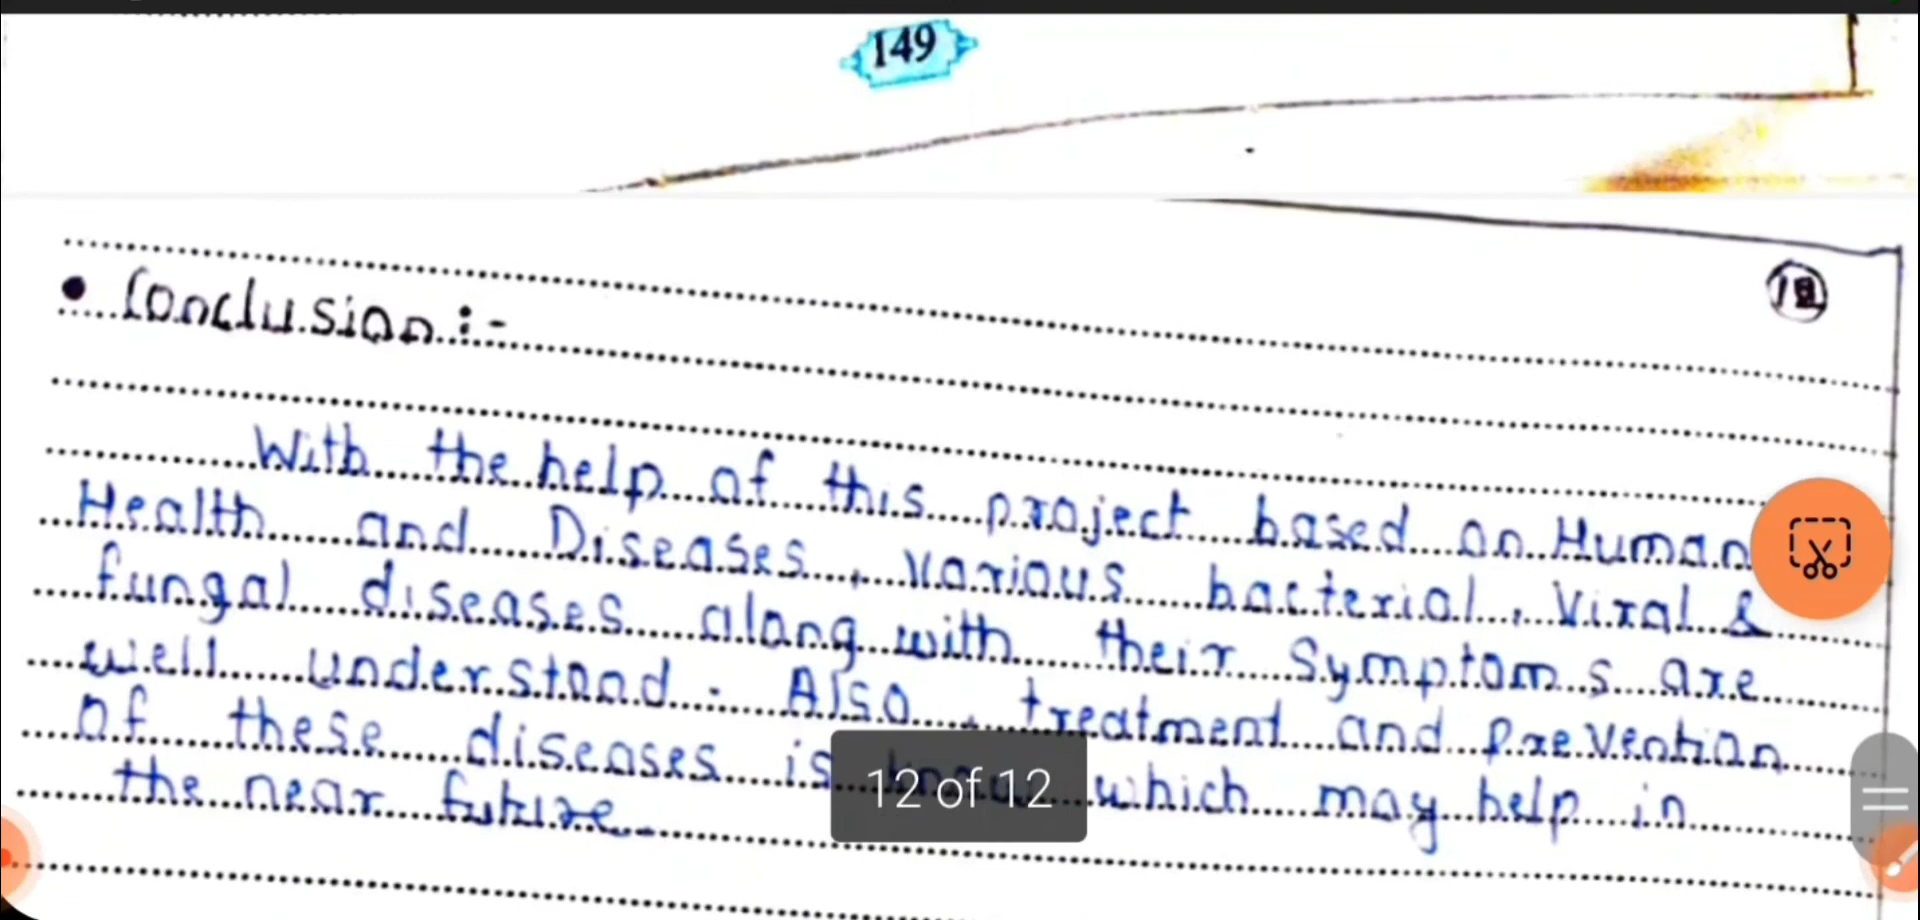 149
12
• Conclusion :-
With the help of this project based on Human
Health and Diseases, various bacterial, Viral &
fungal diseases along with their Symptoms are
well understood. Also, treatment and prevention
of these diseases is which may help in
the near future.
12 of 12